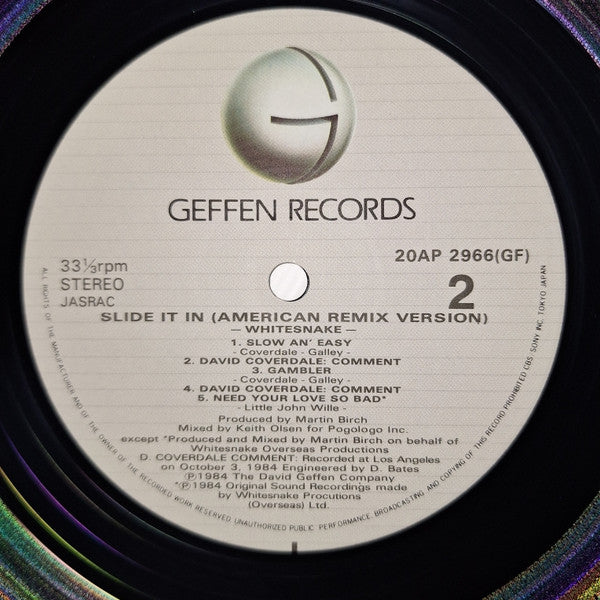 GEFFEN RECORDS
20AP 2966(GF)
33⅓rpm
STEREO
JASRAC
2
SLIDE IT IN (AMERICAN REMIX VERSION)
— WHITESNAKE —
1. SLOW AN' EASY
- Coverdale - Galley -
2. DAVID COVERDALE: COMMENT
3. GAMBLER
- Coverdale - Galley -
4. DAVID COVERDALE: COMMENT
5. NEED YOUR LOVE SO BAD*
- Little John Wille -
Produced by Martin Birch
Mixed by Keith Olsen for Pogologo Inc.
except *Produced and Mixed by Martin Birch on behalf of
Whitesnake Overseas Productions
D. COVERDALE COMMENT: Recorded at Los Angeles
on October 3, 1984 Engineered by D. Bates
Ⓟ1984 The David Geffen Company
*Ⓟ1984 Original Sound Recordings made
by Whitesnake Procutions
(Overseas) Ltd.
ALL RIGHTS OF THE MANUFACTURER AND OF THE OWNER OF THE RECORDED WORK RESERVED. UNAUTHORIZED PUBLIC PERFORMANCE, BROADCASTING AND COPYING OF THIS RECORD PROHIBITED CBS SONY INC. TOKYO JAPAN